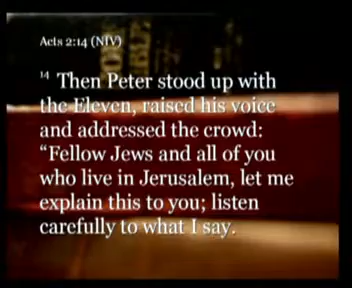 Acts 2:14 (NIV)
14 Then Peter stood up with
the Eleven, raised his voice
and addressed the crowd:
“Fellow Jews and all of you
who live in Jerusalem, let me
explain this to you; listen
carefully to what I say.